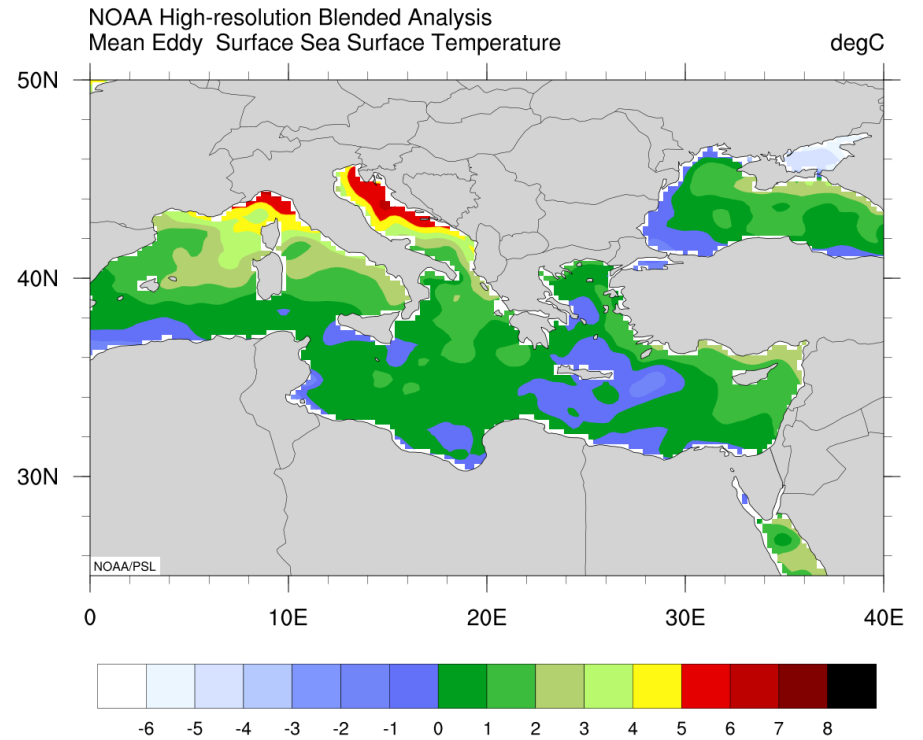 NOAA High-resolution Blended Analysis
Mean Eddy  Surface Sea Surface Temperature
degC
50N
40N
30N
NOAA/PSL
0 10E 20E 30E 40E
-6 -5 -4 -3 -2 -1 0 1 2 3 4 5 6 7 8